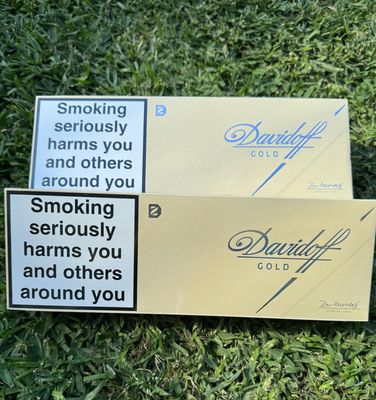 Smoking
seriously
harms you
and others
around you
Davidoff
GOLD
Smoking
seriously
harms you
and others
around you
Davidoff
GOLD